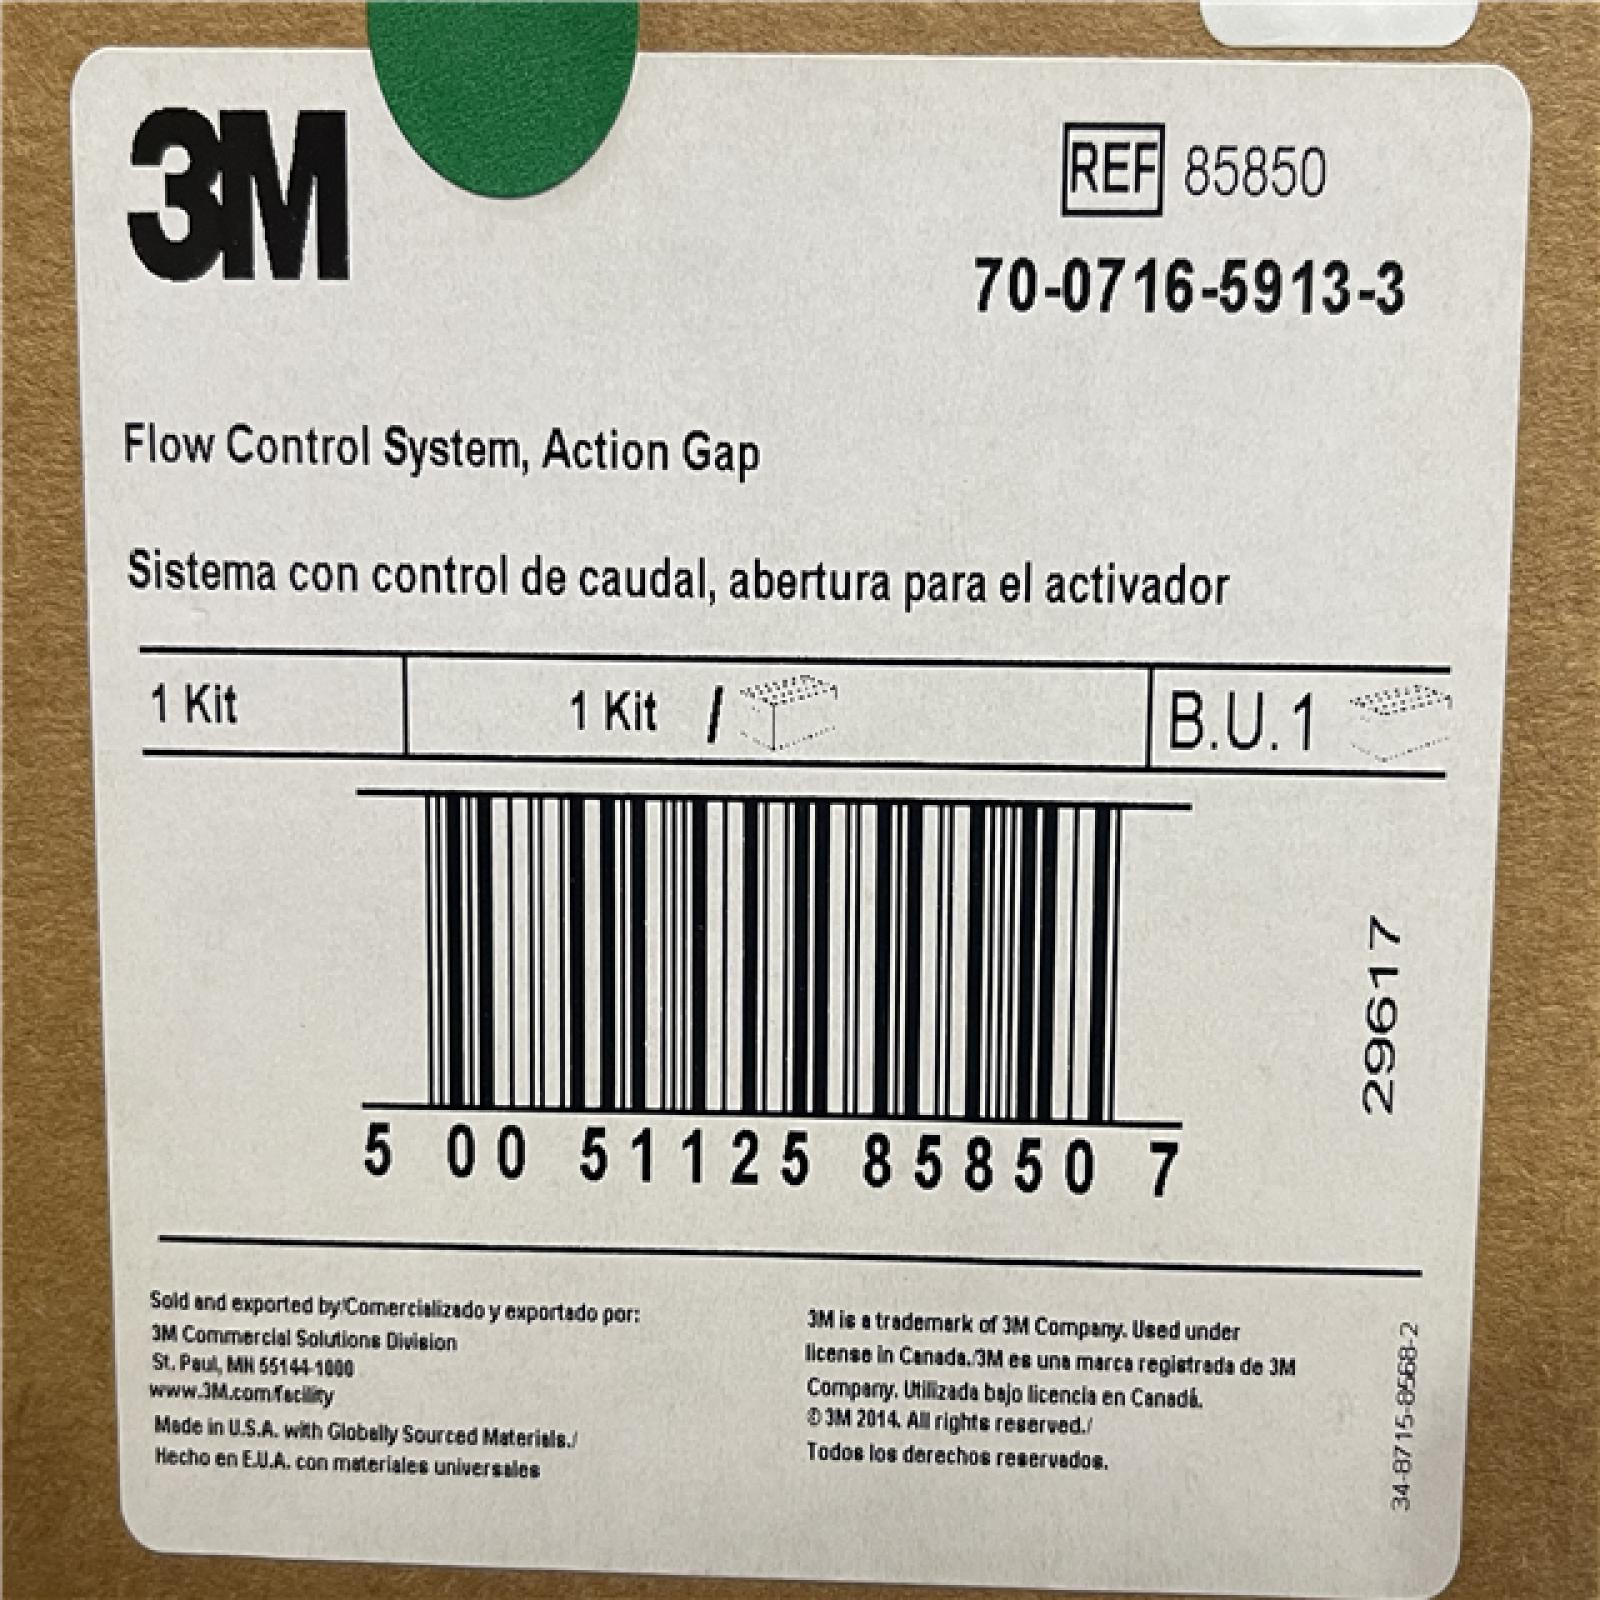 3M
REF 85850
70-0716-5913-3
Flow Control System, Action Gap
Sistema con control de caudal, abertura para el activador
1 Kit 1 Kit / B.U.1
5 00 51125 85850 7
29617
Sold and exported by/Comercializado y exportado por:
3M Commercial Solutions Division
St. Paul, MN 55144-1000
www.3M.com/facility
Made in U.S.A. with Globally Sourced Materials./
Hecho en E.U.A. con materiales universales
3M is a trademark of 3M Company. Used under
license in Canada./3M es una marca registrada de 3M
Company. Utilizada bajo licencia en Canadá.
© 3M 2014. All rights reserved./
Todos los derechos reservados.
34-8715-8568-2